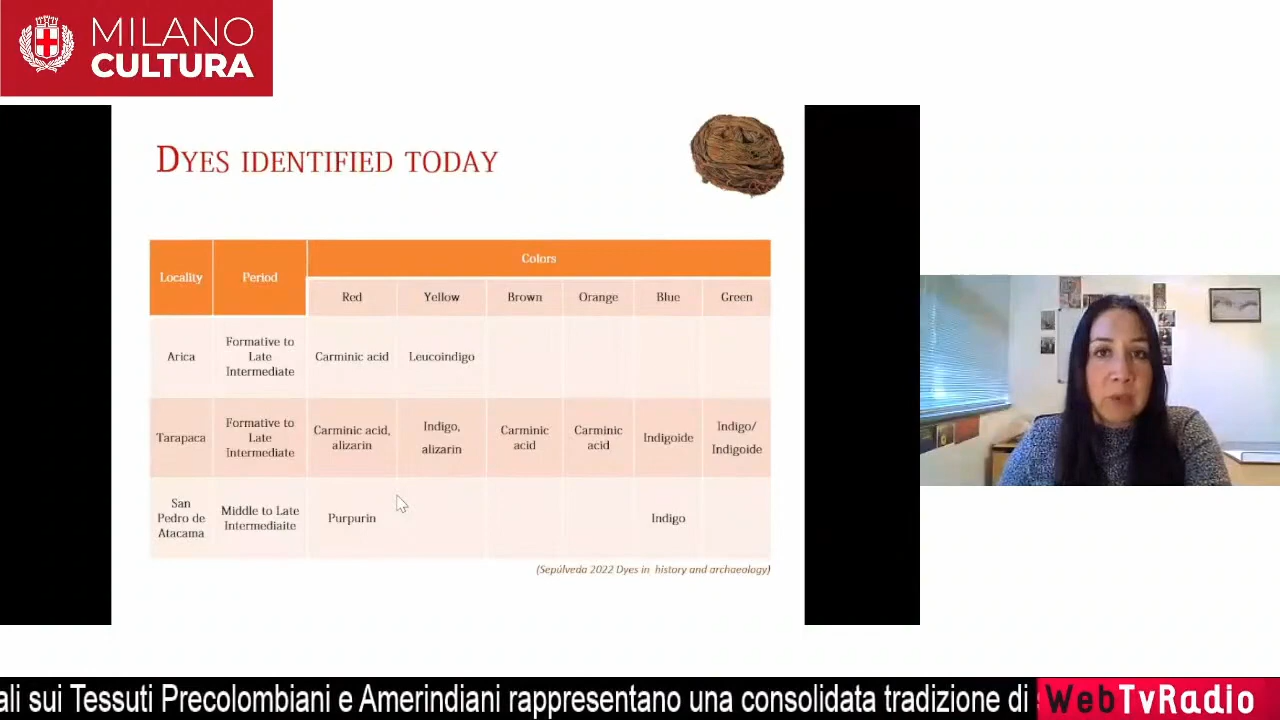 MILANO
CULTURA
DYES IDENTIFIED TODAY
Locality
Period
Colors
Red
Yellow
Brown
Orange
Blue
Green
Arica
Formative to
Late
Intermediate
Carminic acid
Leucoindigo
Tarapaca
Formative to
Late
Intermediate
Carminic acid,
alizarin
Indigo,
alizarin
Carminic
acid
Carminic
acid
Indigoide
Indigo/
Indigoide
San
Pedro de
Atacama
Middle to Late
Intermediaite
Purpurin
Indigo
(Sepúlveda 2022 Dyes in history and archaeology)
ali sui Tessuti Precolombiani e Amerindiani rappresentano una consolidata tradizione di
WebTvRadio